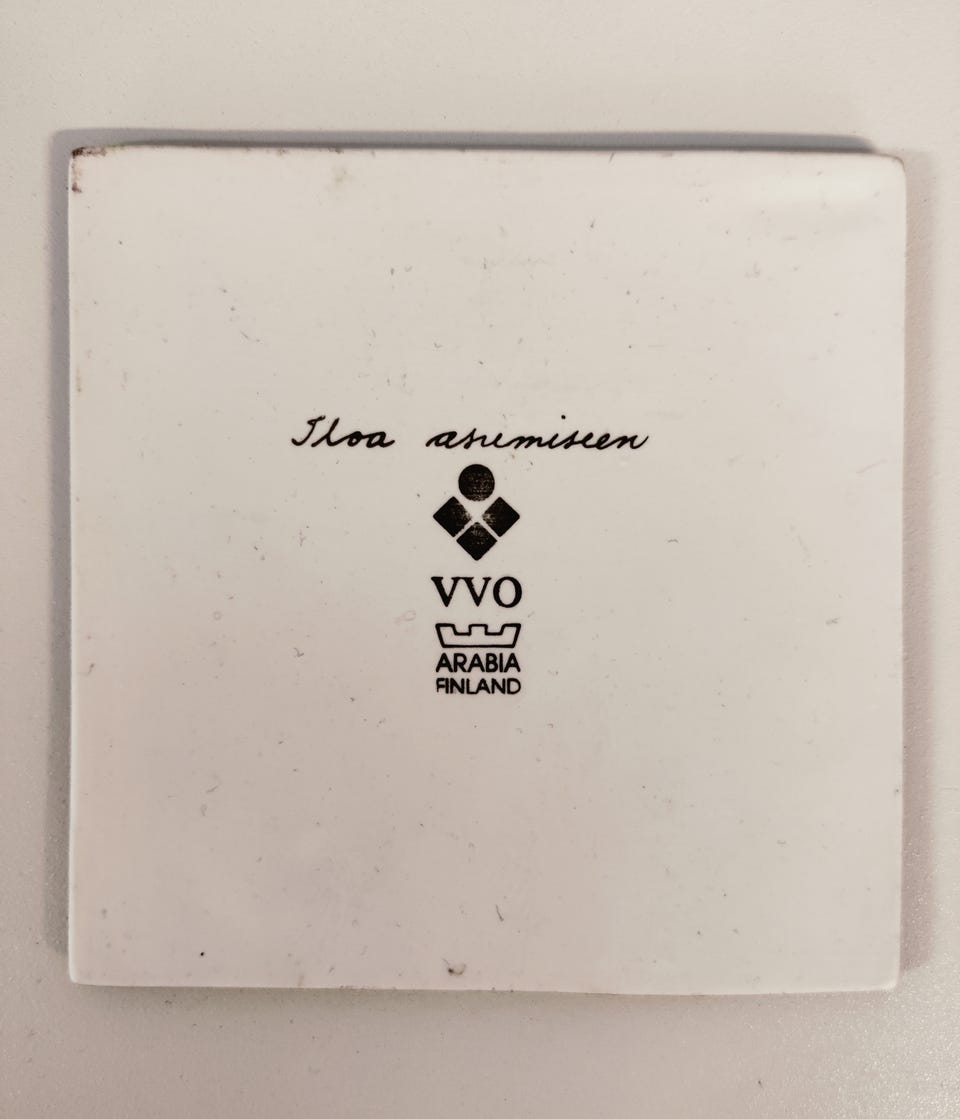 Iloa asumiseen
VVO
ARABIA
FINLAND